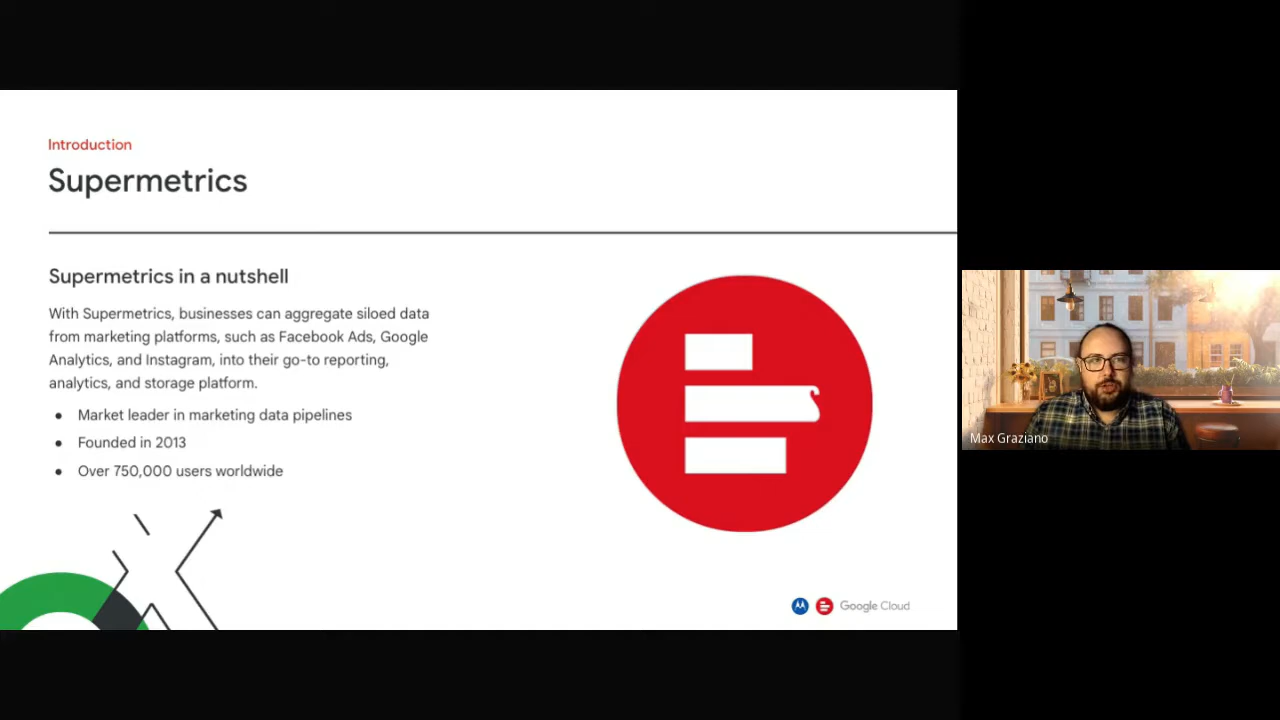 Introduction
Supermetrics
Supermetrics in a nutshell
With Supermetrics, businesses can aggregate siloed data
from marketing platforms, such as Facebook Ads, Google
Analytics, and Instagram, into their go-to reporting,
analytics, and storage platform.
● Market leader in marketing data pipelines
● Founded in 2013
● Over 750,000 users worldwide
Google Cloud
Max Graziano